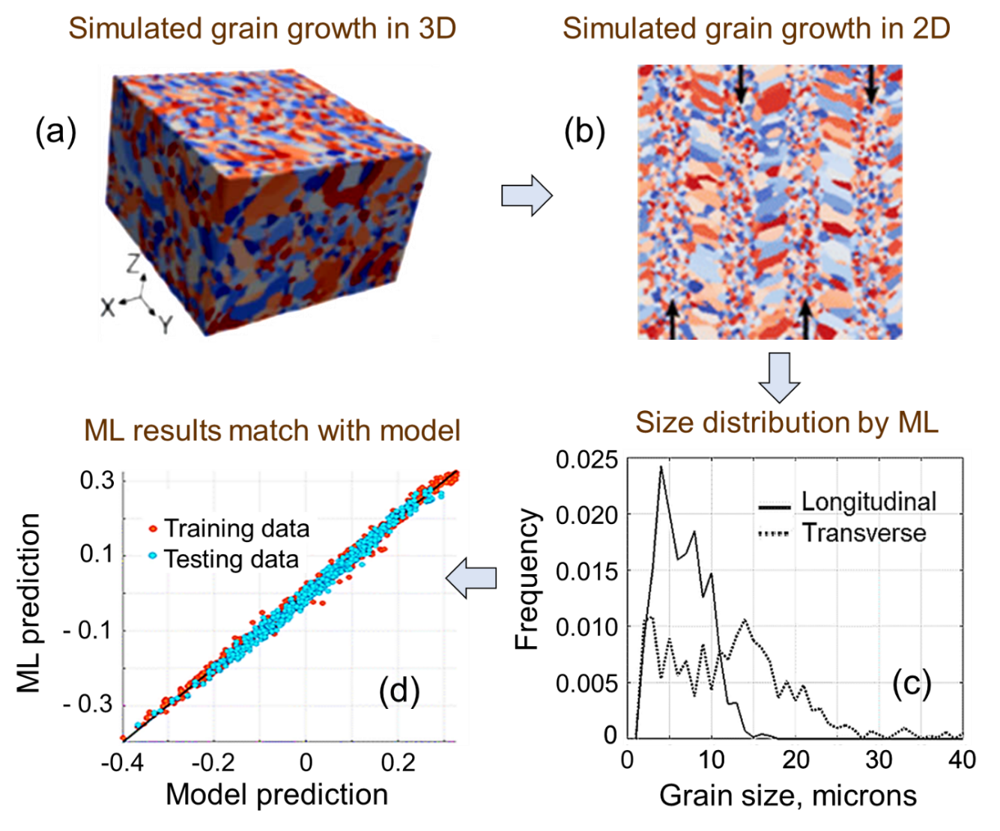 Simulated grain growth in 3D
Simulated grain growth in 2D
(a)
(b)
Z
X
Y
ML results match with model
Size distribution by ML
0.3
0.1
- 0.1
- 0.3
ML prediction
Training data
Testing data
(d)
-0.4 -0.2 0 0.2
Model prediction
0.025
0.020
0.015
0.010
0.005
0
Frequency
Longitudinal
Transverse
(c)
0 10 20 30 40
Grain size, microns